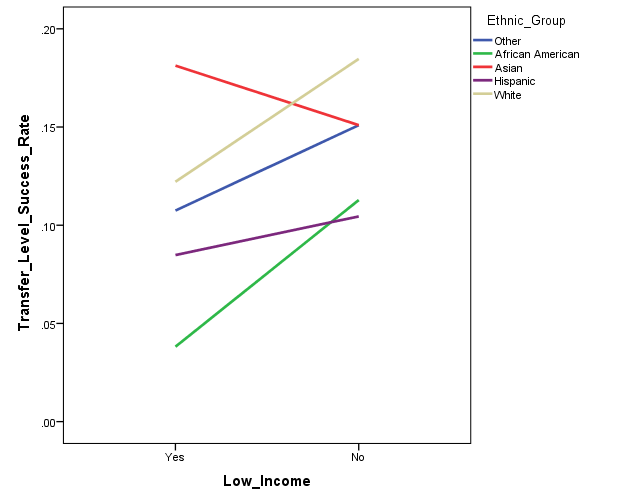 Ethnic_Group
Other
African American
Asian
Hispanic
White
Transfer_Level_Success_Rate
.20
.15
.10
.05
.00
Yes
No
Low_Income